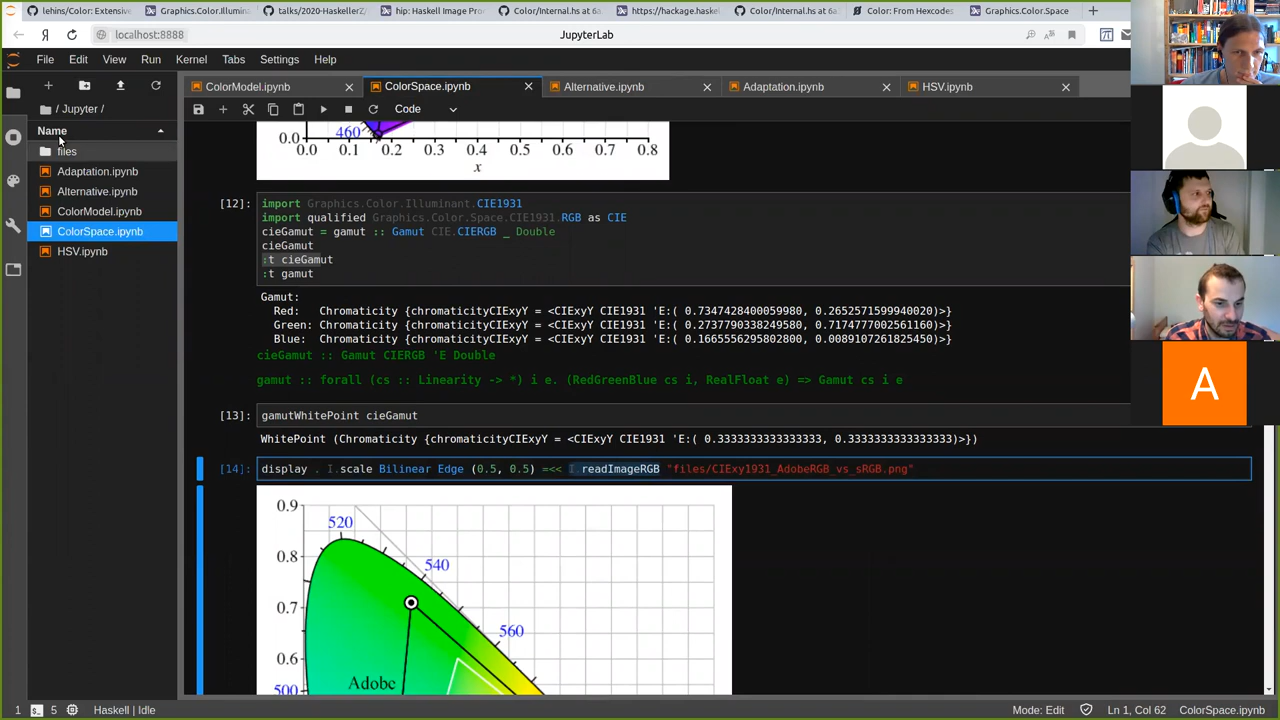 lehins/Color: Extensiv
Graphics.Color.Illumin
talks/2020-HaskellerZ/
hip: Haskell Image Pro
Color/Internal.hs at 6a
https://hackage.haske
Color/Internal.hs at 6a
Color: From Hexcodes
Graphics.Color.Space
Я
localhost:8888
JupyterLab
File Edit View Run Kernel Tabs Settings Help
ColorModel.ipynb
ColorSpace.ipynb
Alternative.ipynb
Adaptation.ipynb
HSV.ipynb
Code
/ Jupyter /
Name
files
Adaptation.ipynb
Alternative.ipynb
ColorModel.ipynb
ColorSpace.ipynb
HSV.ipynb
460
0.0
0.0 0.1 0.2 0.3 0.4 0.5 0.6 0.7 0.8
x
[12]:
import Graphics.Color.Illuminant.CIE1931
import qualified Graphics.Color.Space.CIE1931.RGB as CIE
cieGamut = gamut :: Gamut CIE.CIERGB _ Double
cieGamut
:t cieGamut
:t gamut
Gamut:
Red: Chromaticity {chromaticityCIExyY = <CIExyY CIE1931 'E:( 0.7347428400059980, 0.2652571599940020)>}
Green: Chromaticity {chromaticityCIExyY = <CIExyY CIE1931 'E:( 0.2737790338249580, 0.7174777002561160)>}
Blue: Chromaticity {chromaticityCIExyY = <CIExyY CIE1931 'E:( 0.1665556295802800, 0.0089107261825450)>}
cieGamut :: Gamut CIERGB 'E Double
gamut :: forall (cs :: Linearity -> *) i e. (RedGreenBlue cs i, RealFloat e) => Gamut cs i e
[13]:
gamutWhitePoint cieGamut
WhitePoint (Chromaticity {chromaticityCIExyY = <CIExyY CIE1931 'E:( 0.3333333333333333, 0.3333333333333333)>})
[14]:
display . I.scale Bilinear Edge (0.5, 0.5) =<< I.readImageRGB "files/CIExy1931_AdobeRGB_vs_sRGB.png"
0.9
520
0.8
540
0.7
560
0.6
Adobe
500
A
1
5
Haskell | Idle
Mode: Edit
Ln 1, Col 62
ColorSpace.ipynb